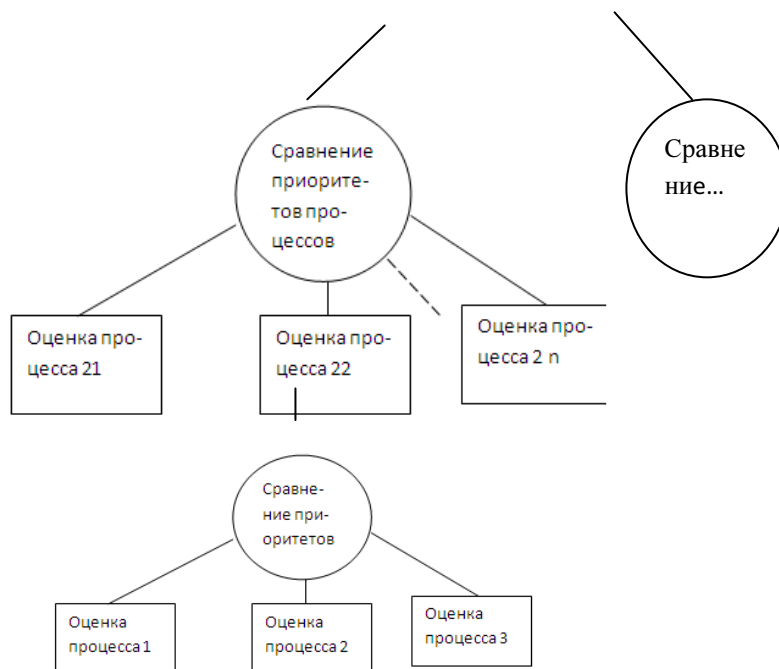 Сравнение
приорите-
тов про-
цессов
Сравне
ние...
Оценка про-
цесса 21
Оценка про-
цесса 22
Оценка про-
цесса 2 n
Сравне-
ние при-
оритетов
Оценка
процесса 1
Оценка
процесса 2
Оценка
процесса 3